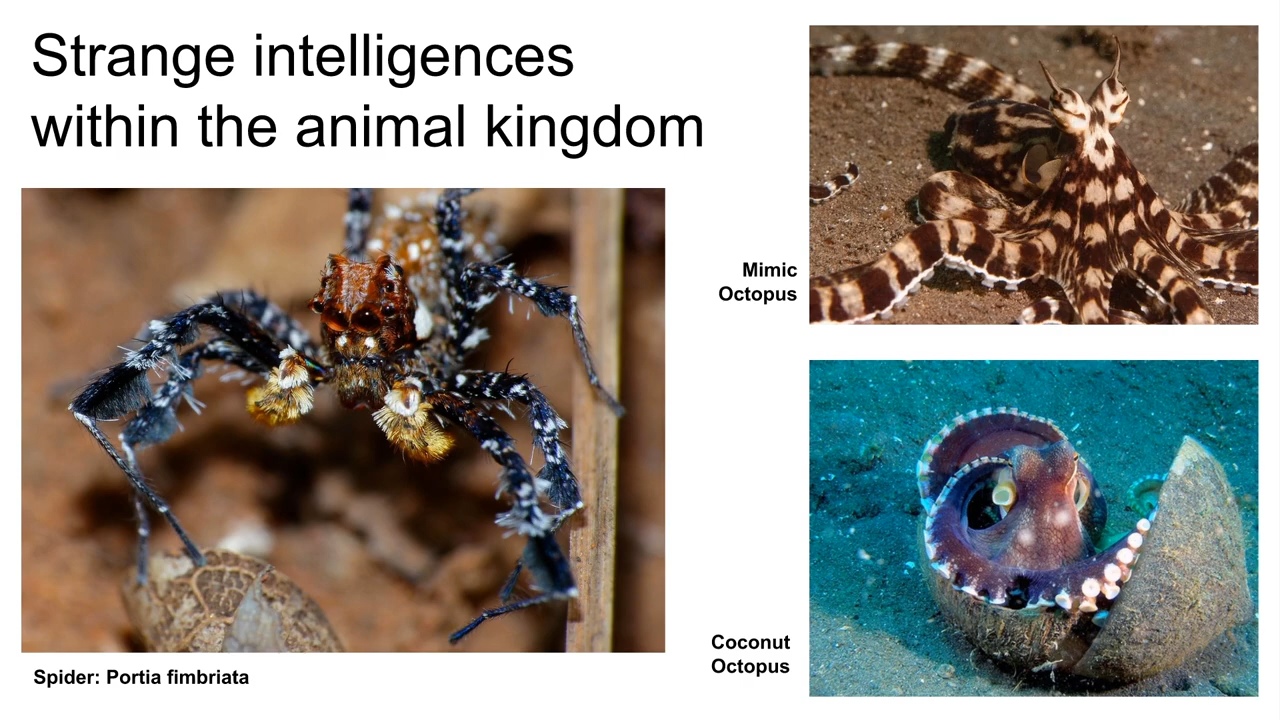 Strange intelligences
within the animal kingdom
Mimic
Octopus
Coconut
Octopus
Spider: Portia fimbriata